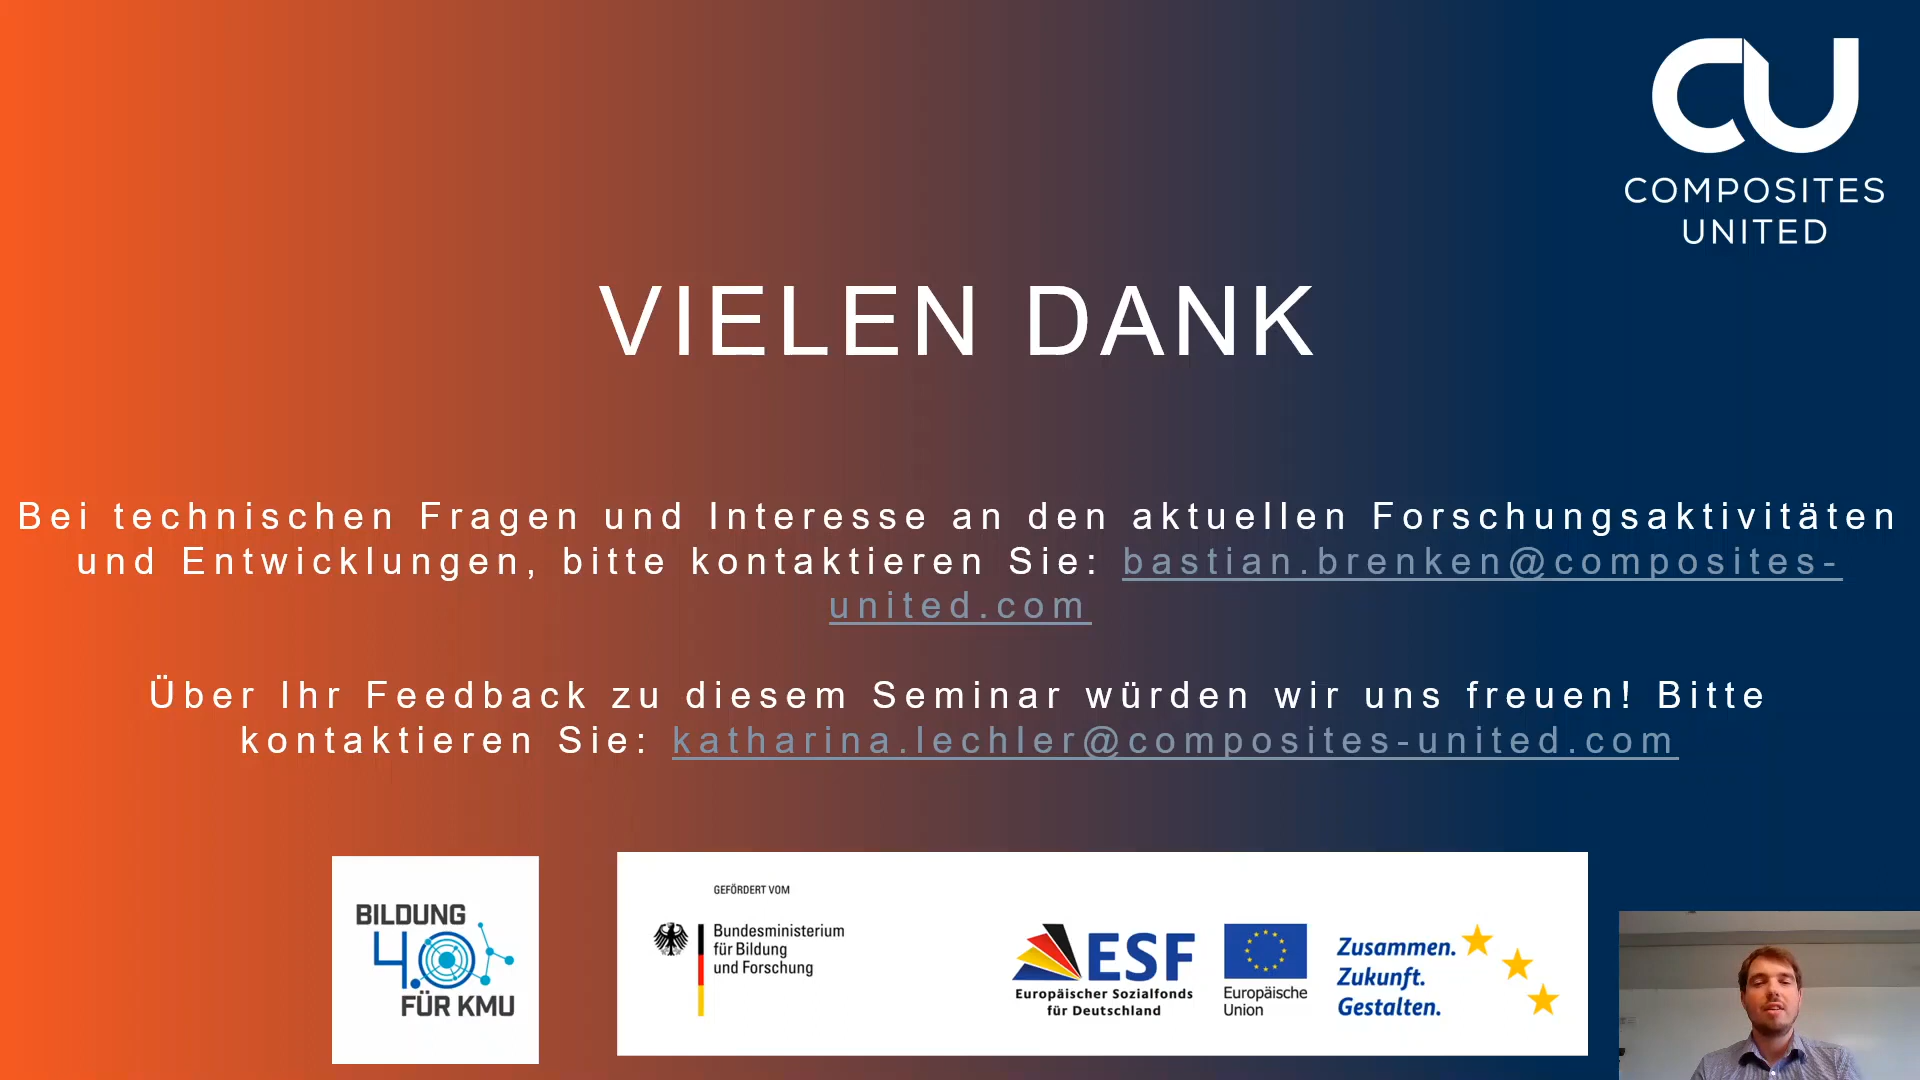 CU
COMPOSITES
UNITED
VIELEN DANK
Bei technischen Fragen und Interesse an den aktuellen Forschungsaktivitäten
und Entwicklungen, bitte kontaktieren Sie: bastian.brenken@composites-
united.com
Über Ihr Feedback zu diesem Seminar würden wir uns freuen! Bitte
kontaktieren Sie: katharina.lechler@composites-united.com
BILDUNG
4.0
FÜR KMU
GEFÖRDERT VOM
Bundesministerium
für Bildung
und Forschung
ESF
Europäischer Sozialfonds
für Deutschland
Europäische
Union
Zusammen.
Zukunft.
Gestalten.